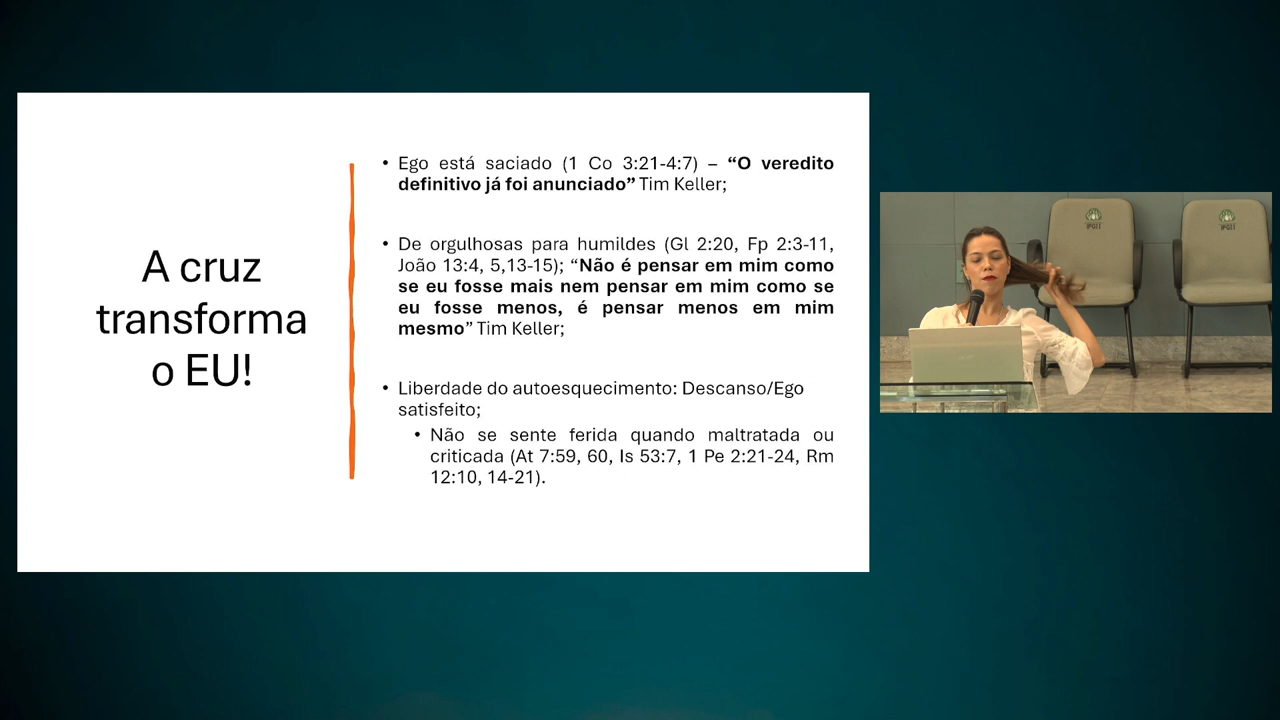 A cruz
transforma
o EU!
• Ego está saciado (1 Co 3:21-4:7) – “O veredito
definitivo já foi anunciado” Tim Keller;
• De orgulhosas para humildes (Gl 2:20, Fp 2:3-11,
João 13:4, 5,13-15); “Não é pensar em mim como
se eu fosse mais nem pensar em mim como se
eu fosse menos, é pensar menos em mim
mesmo” Tim Keller;
• Liberdade do autoesquecimento: Descanso/Ego
satisfeito;
• Não se sente ferida quando maltratada ou
criticada (At 7:59, 60, Is 53:7, 1 Pe 2:21-24, Rm
12:10, 14-21).